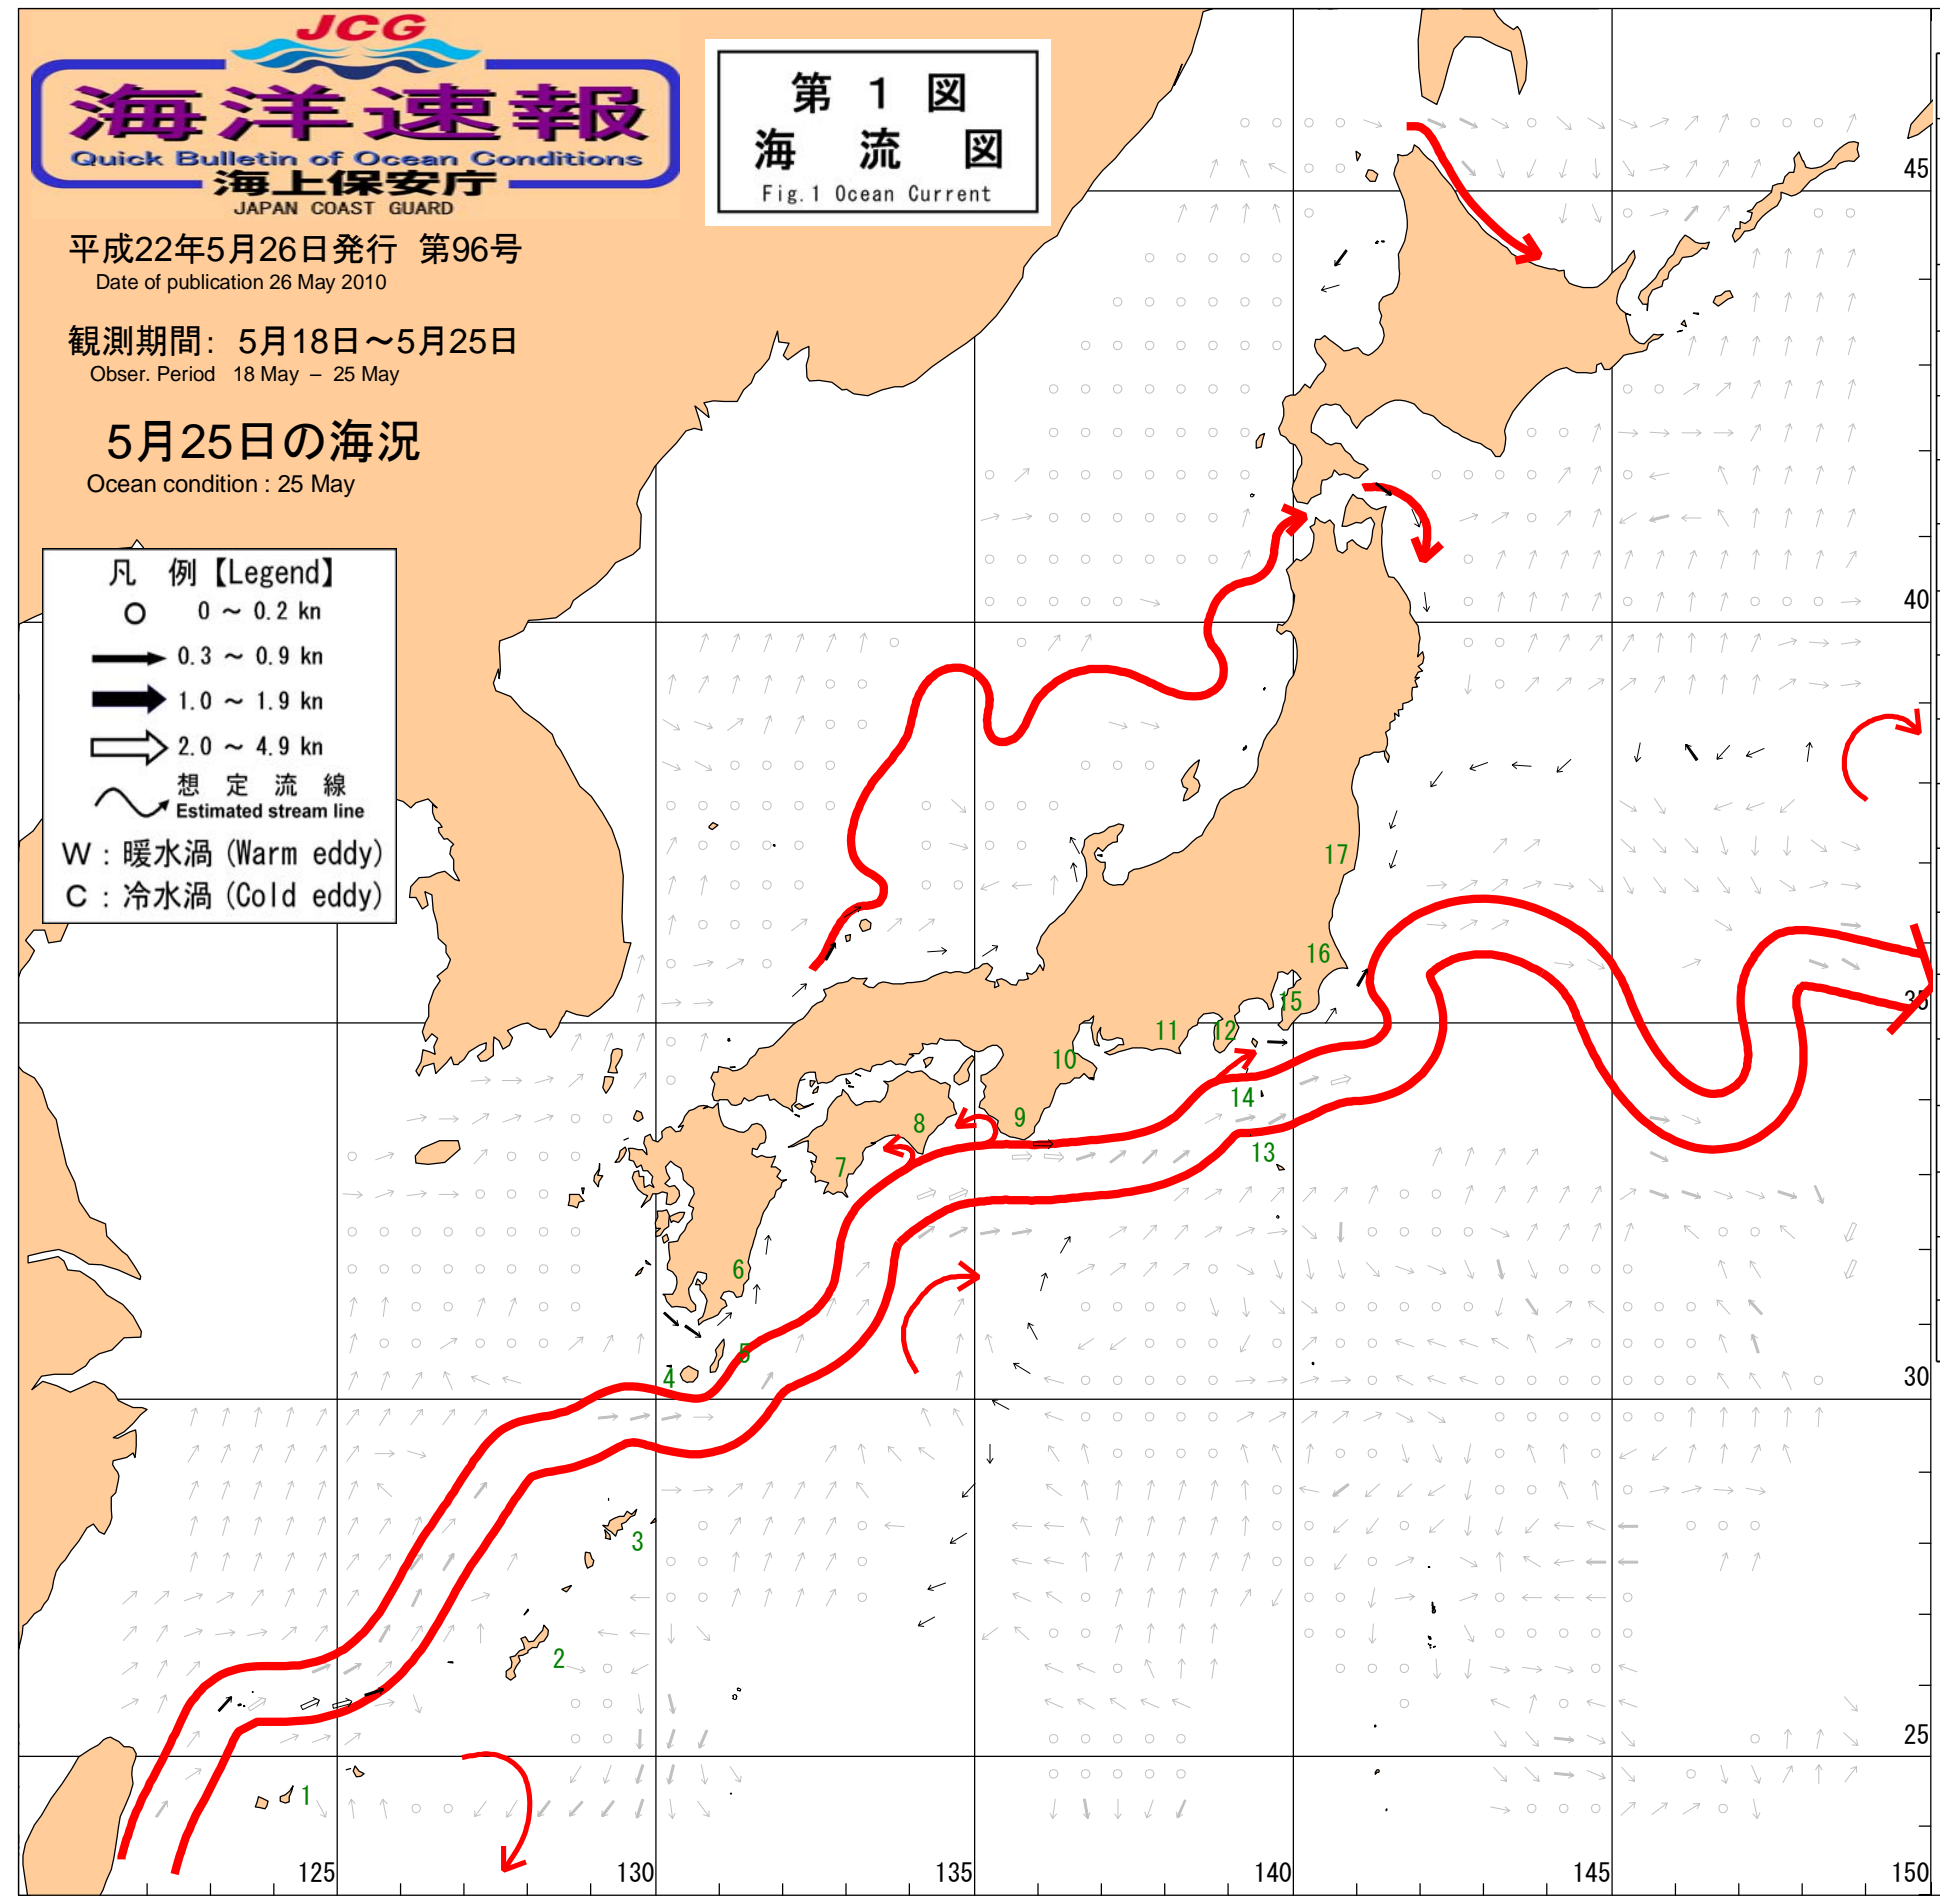 JCG
海洋速報
Quick Bulletin of Ocean Conditions
海上保安庁
JAPAN COAST GUARD
第1図
海流図
Fig.1 Ocean Current
平成22年5月26日発行 第96号
Date of publication 26 May 2010
観測期間: 5月18日~5月25日
Obser. Period 18 May – 25 May
5月25日の海況
Ocean condition : 25 May
凡 例【Legend】
0 ~ 0.2 kn
0.3 ~ 0.9 kn
1.0 ~ 1.9 kn
2.0 ~ 4.9 kn
想定流線
Estimated stream line
W : 暖水渦 (Warm eddy)
C : 冷水渦 (Cold eddy)
45
40
17
16
35
15
11
12
10
14
9
8
13
7
6
5
4
30
3
2
25
1
125
130
135
140
145
150